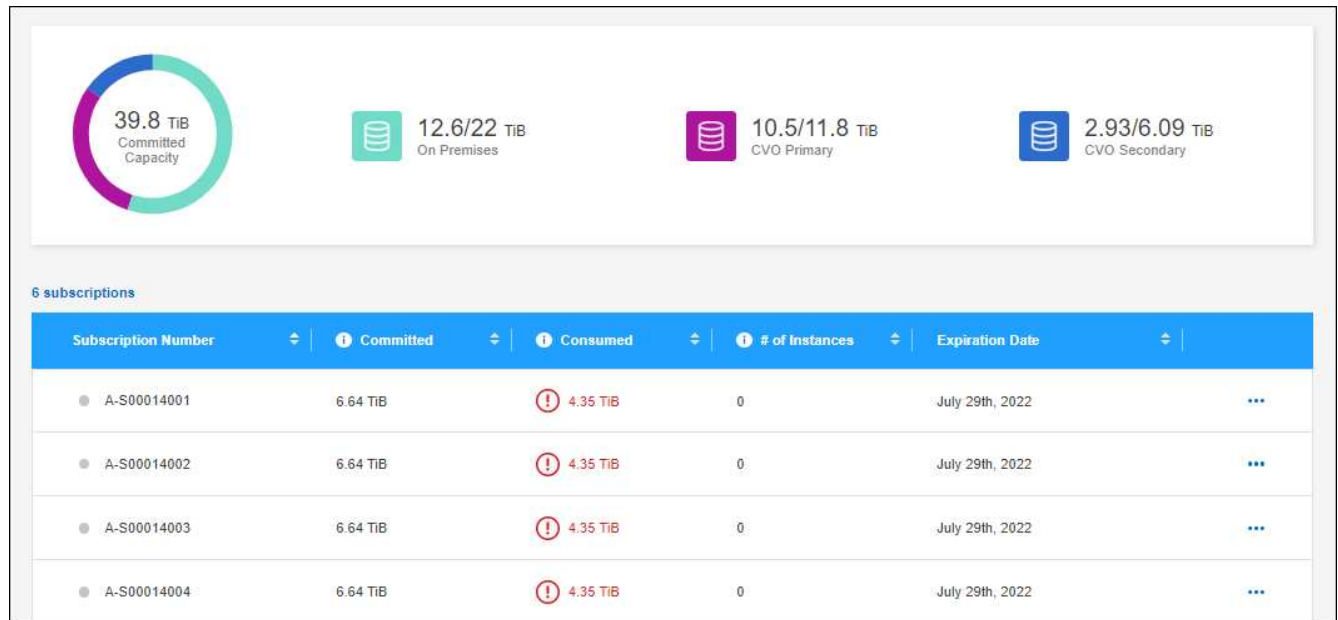 39.8 TiB
Committed
Capacity
12.6/22 TiB
On Premises
10.5/11.8 TiB
CVO Primary
2.93/6.09 TiB
CVO Secondary
6 subscriptions
Subscription Number Committed Consumed # of Instances Expiration Date
A-S00014001 6.64 TiB 4.35 TiB 0 July 29th, 2022
A-S00014002 6.64 TiB 4.35 TiB 0 July 29th, 2022
A-S00014003 6.64 TiB 4.35 TiB 0 July 29th, 2022
A-S00014004 6.64 TiB 4.35 TiB 0 July 29th, 2022